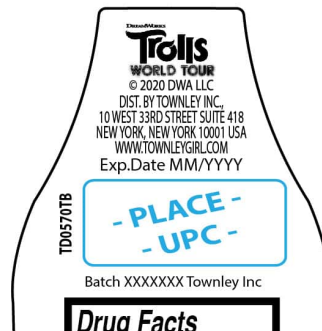 DREAMWORKS
Trolls
WORLD TOUR
© 2020 DWA LLC
DIST. BY TOWNLEY INC.,
10 WEST 33RD STREET SUITE 418
NEW YORK, NEW YORK 10001 USA
WWW.TOWNLEYGIRL.COM
Exp.Date MM/YYYY
TD0570TB
- PLACE -
- UPC -
Batch XXXXXXX Townley Inc
Drug Facts